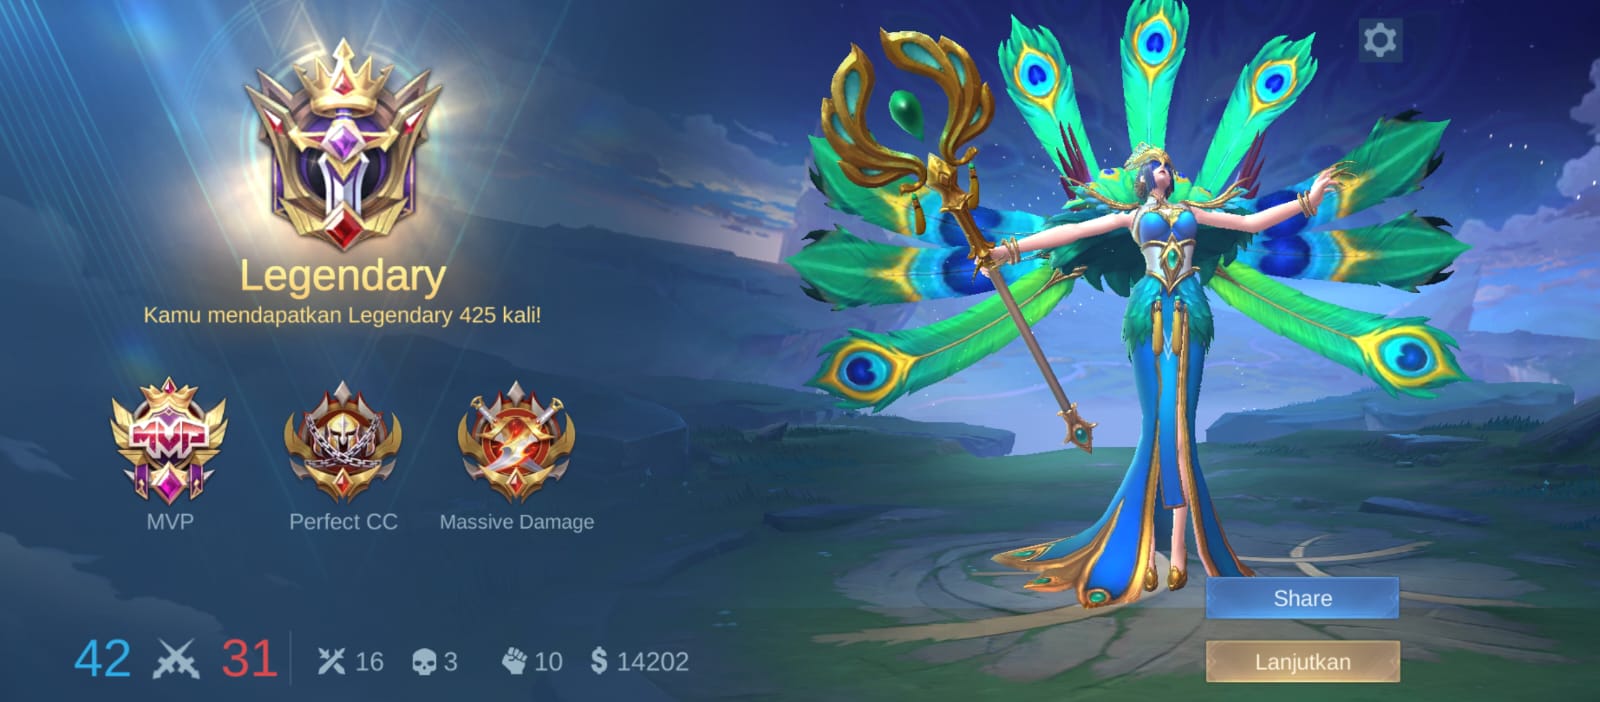 Legendary
Kamu mendapatkan Legendary 425 kali!
MVP
MVP Perfect CC Massive Damage
42 31 16 3 10 $ 14202
Share
Lanjutkan